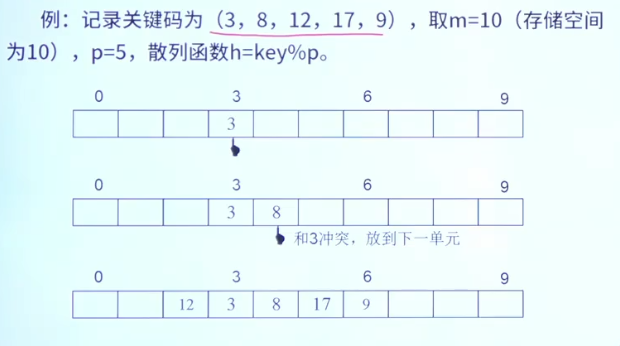 例：记录关键码为（3，8，12，17，9），取m=10（存储空间
为10），p=5，散列函数h=key%p。
0 3 6 9
3
0 3 6 9
3 8
和3冲突，放到下一单元
0 3 6 9
12 3 8 17 9